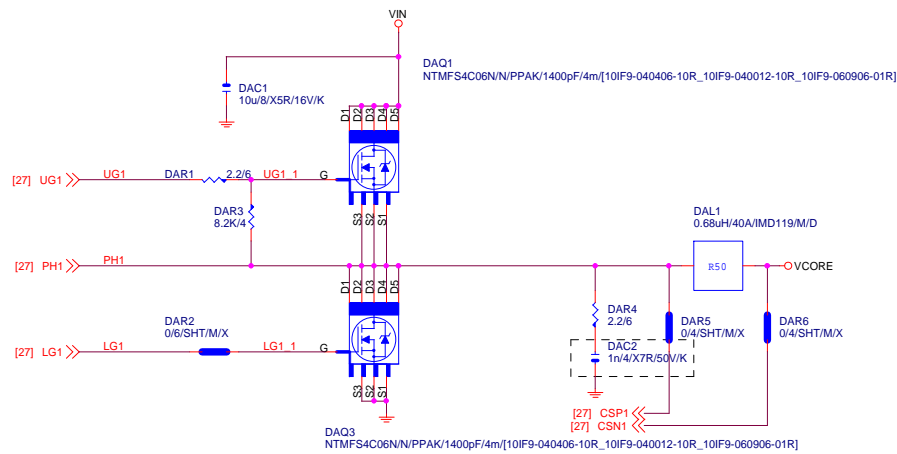 VIN
DAQ1
NTMFS4C06N/N/PPAK/1400pF/4m/[10IF9-040406-10R_10IF9-040012-10R_10IF9-060906-01R]
DAC1
10u/8/X5R/16V/K
D1 D2 D3 D4 D5
[27] UG1 UG1 DAR1 2.2/6 UG1_1 G
DAR3
8.2K/4
S3 S2 S1
DAL1
0.68uH/40A/IMD119/M/D
[27] PH1 PH1 R50 VCORE
D1 D2 D3 D4 D5
DAR2
0/6/SHT/M/X
DAR4
2.2/6
DAR5
0/4/SHT/M/X
DAR6
0/4/SHT/M/X
[27] LG1 LG1 LG1_1 G
DAC2
1n/4/X7R/50V/K
S3 S2 S1
[27] CSP1
[27] CSN1
DAQ3
NTMFS4C06N/N/PPAK/1400pF/4m/[10IF9-040406-10R_10IF9-040012-10R_10IF9-060906-01R]